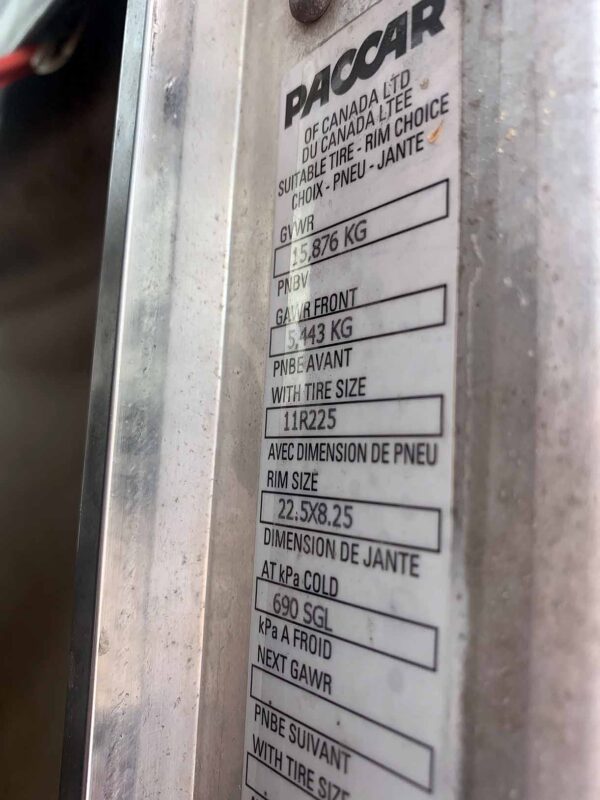 PACCAR
OF CANADA LTD
DU CANADA LTEE
SUITABLE TIRE - RIM CHOICE
CHOIX - PNEU - JANTE
GVWR
15,876 KG
PNBV
GAWR FRONT
5,443 KG
PNBE AVANT
WITH TIRE SIZE
11R225
AVEC DIMENSION DE PNEU
RIM SIZE
22.5X8.25
DIMENSION DE JANTE
AT kPa COLD
690 SGL
kPa A FROID
NEXT GAWR
PNBE SUIVANT
WITH TIRE SIZE